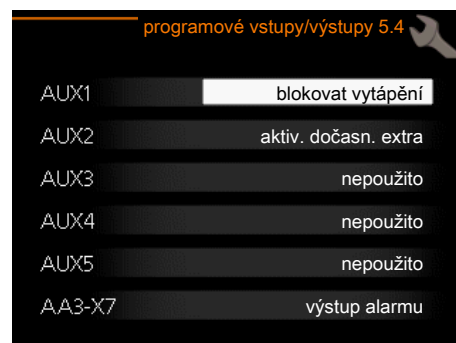 programové vstupy/výstupy 5.4
AUX1 blokovat vytápění
AUX2 aktiv. dočasn. extra
AUX3 nepoužito
AUX4 nepoužito
AUX5 nepoužito
AA3-X7 výstup alarmu